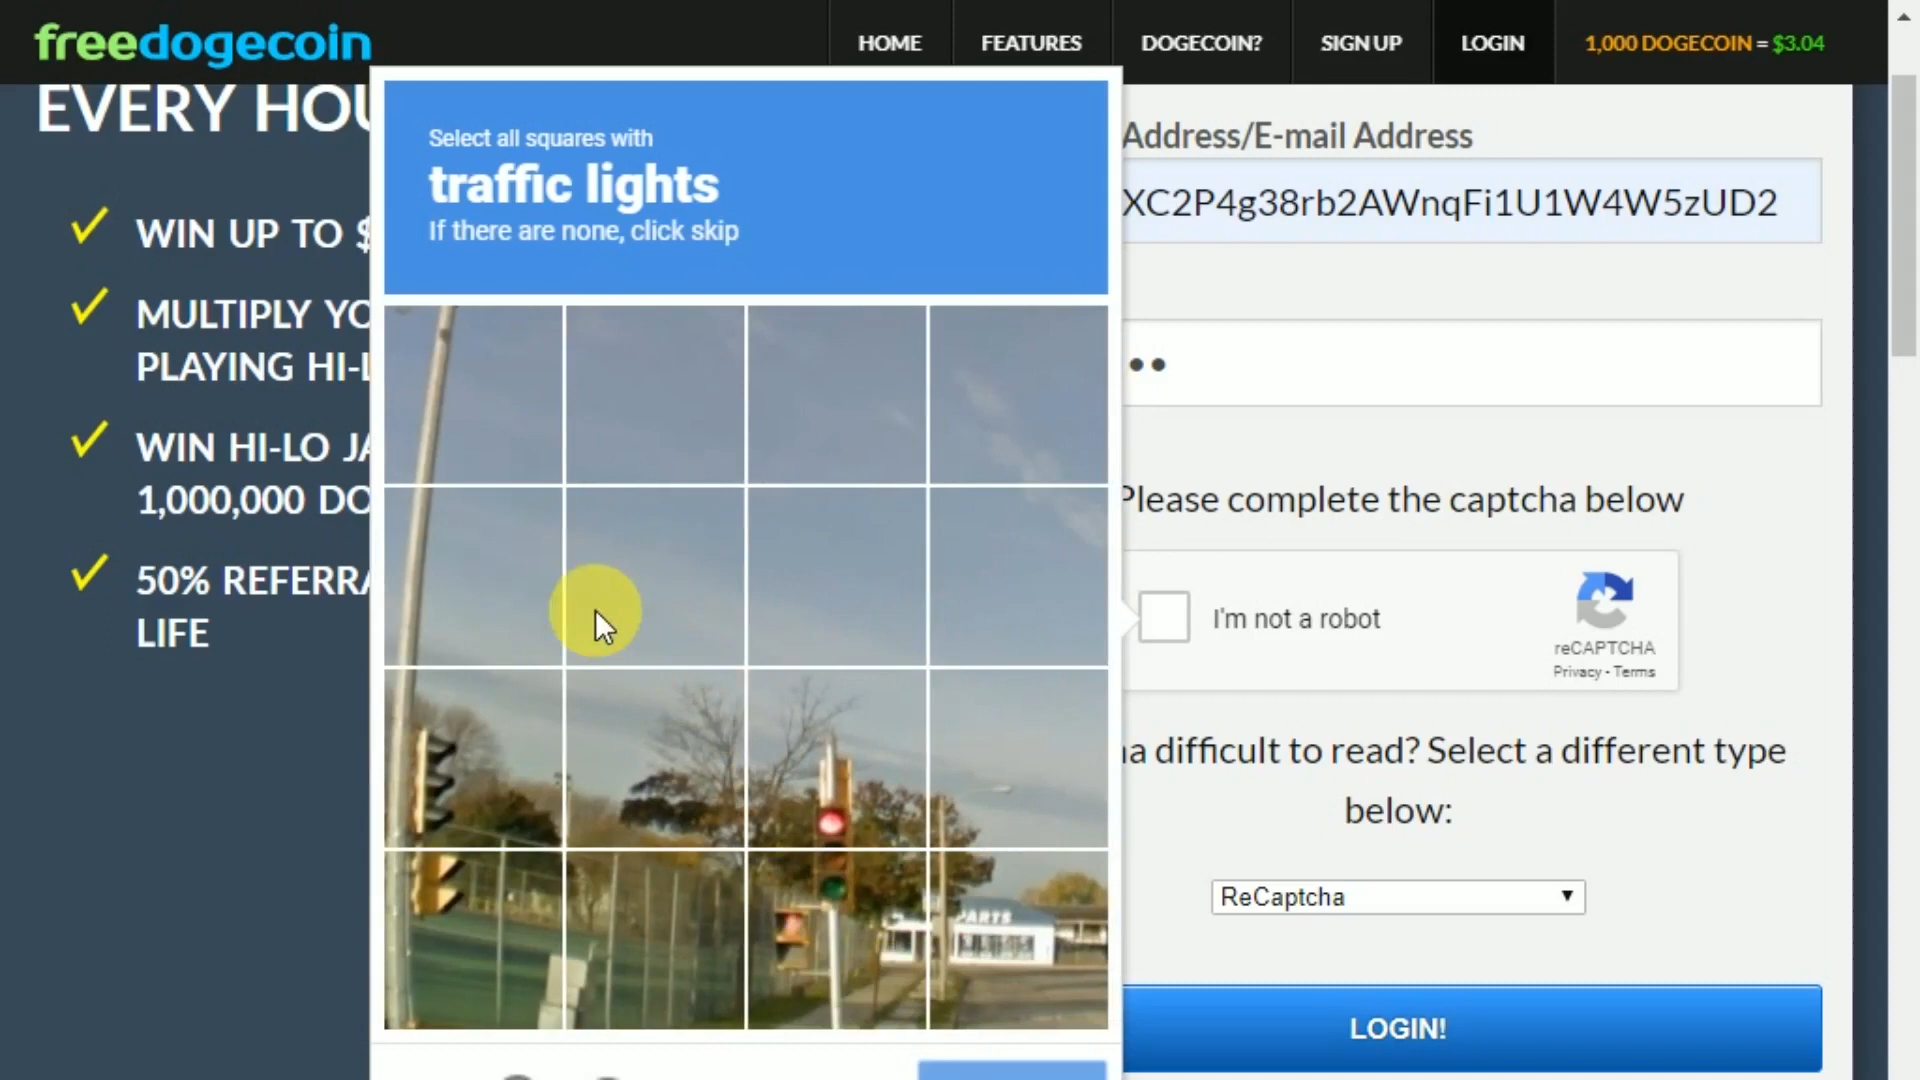 freedogecoin
HOME
FEATURES
DOGECOIN?
SIGN UP
LOGIN
1,000 DOGECOIN = $3.04
EVERY HOU
WIN UP TO $
MULTIPLY YO
PLAYING HI-L
WIN HI-LO JA
1,000,000 DO
50% REFERRA
LIFE
Select all squares with
traffic lights
If there are none, click skip
PARTS
Address/E-mail Address
XC2P4g38rb2AWnqFi1U1W4W5zUD2
Please complete the captcha below
I'm not a robot
reCAPTCHA
Privacy - Terms
ha difficult to read? Select a different type
below:
ReCaptcha
LOGIN!